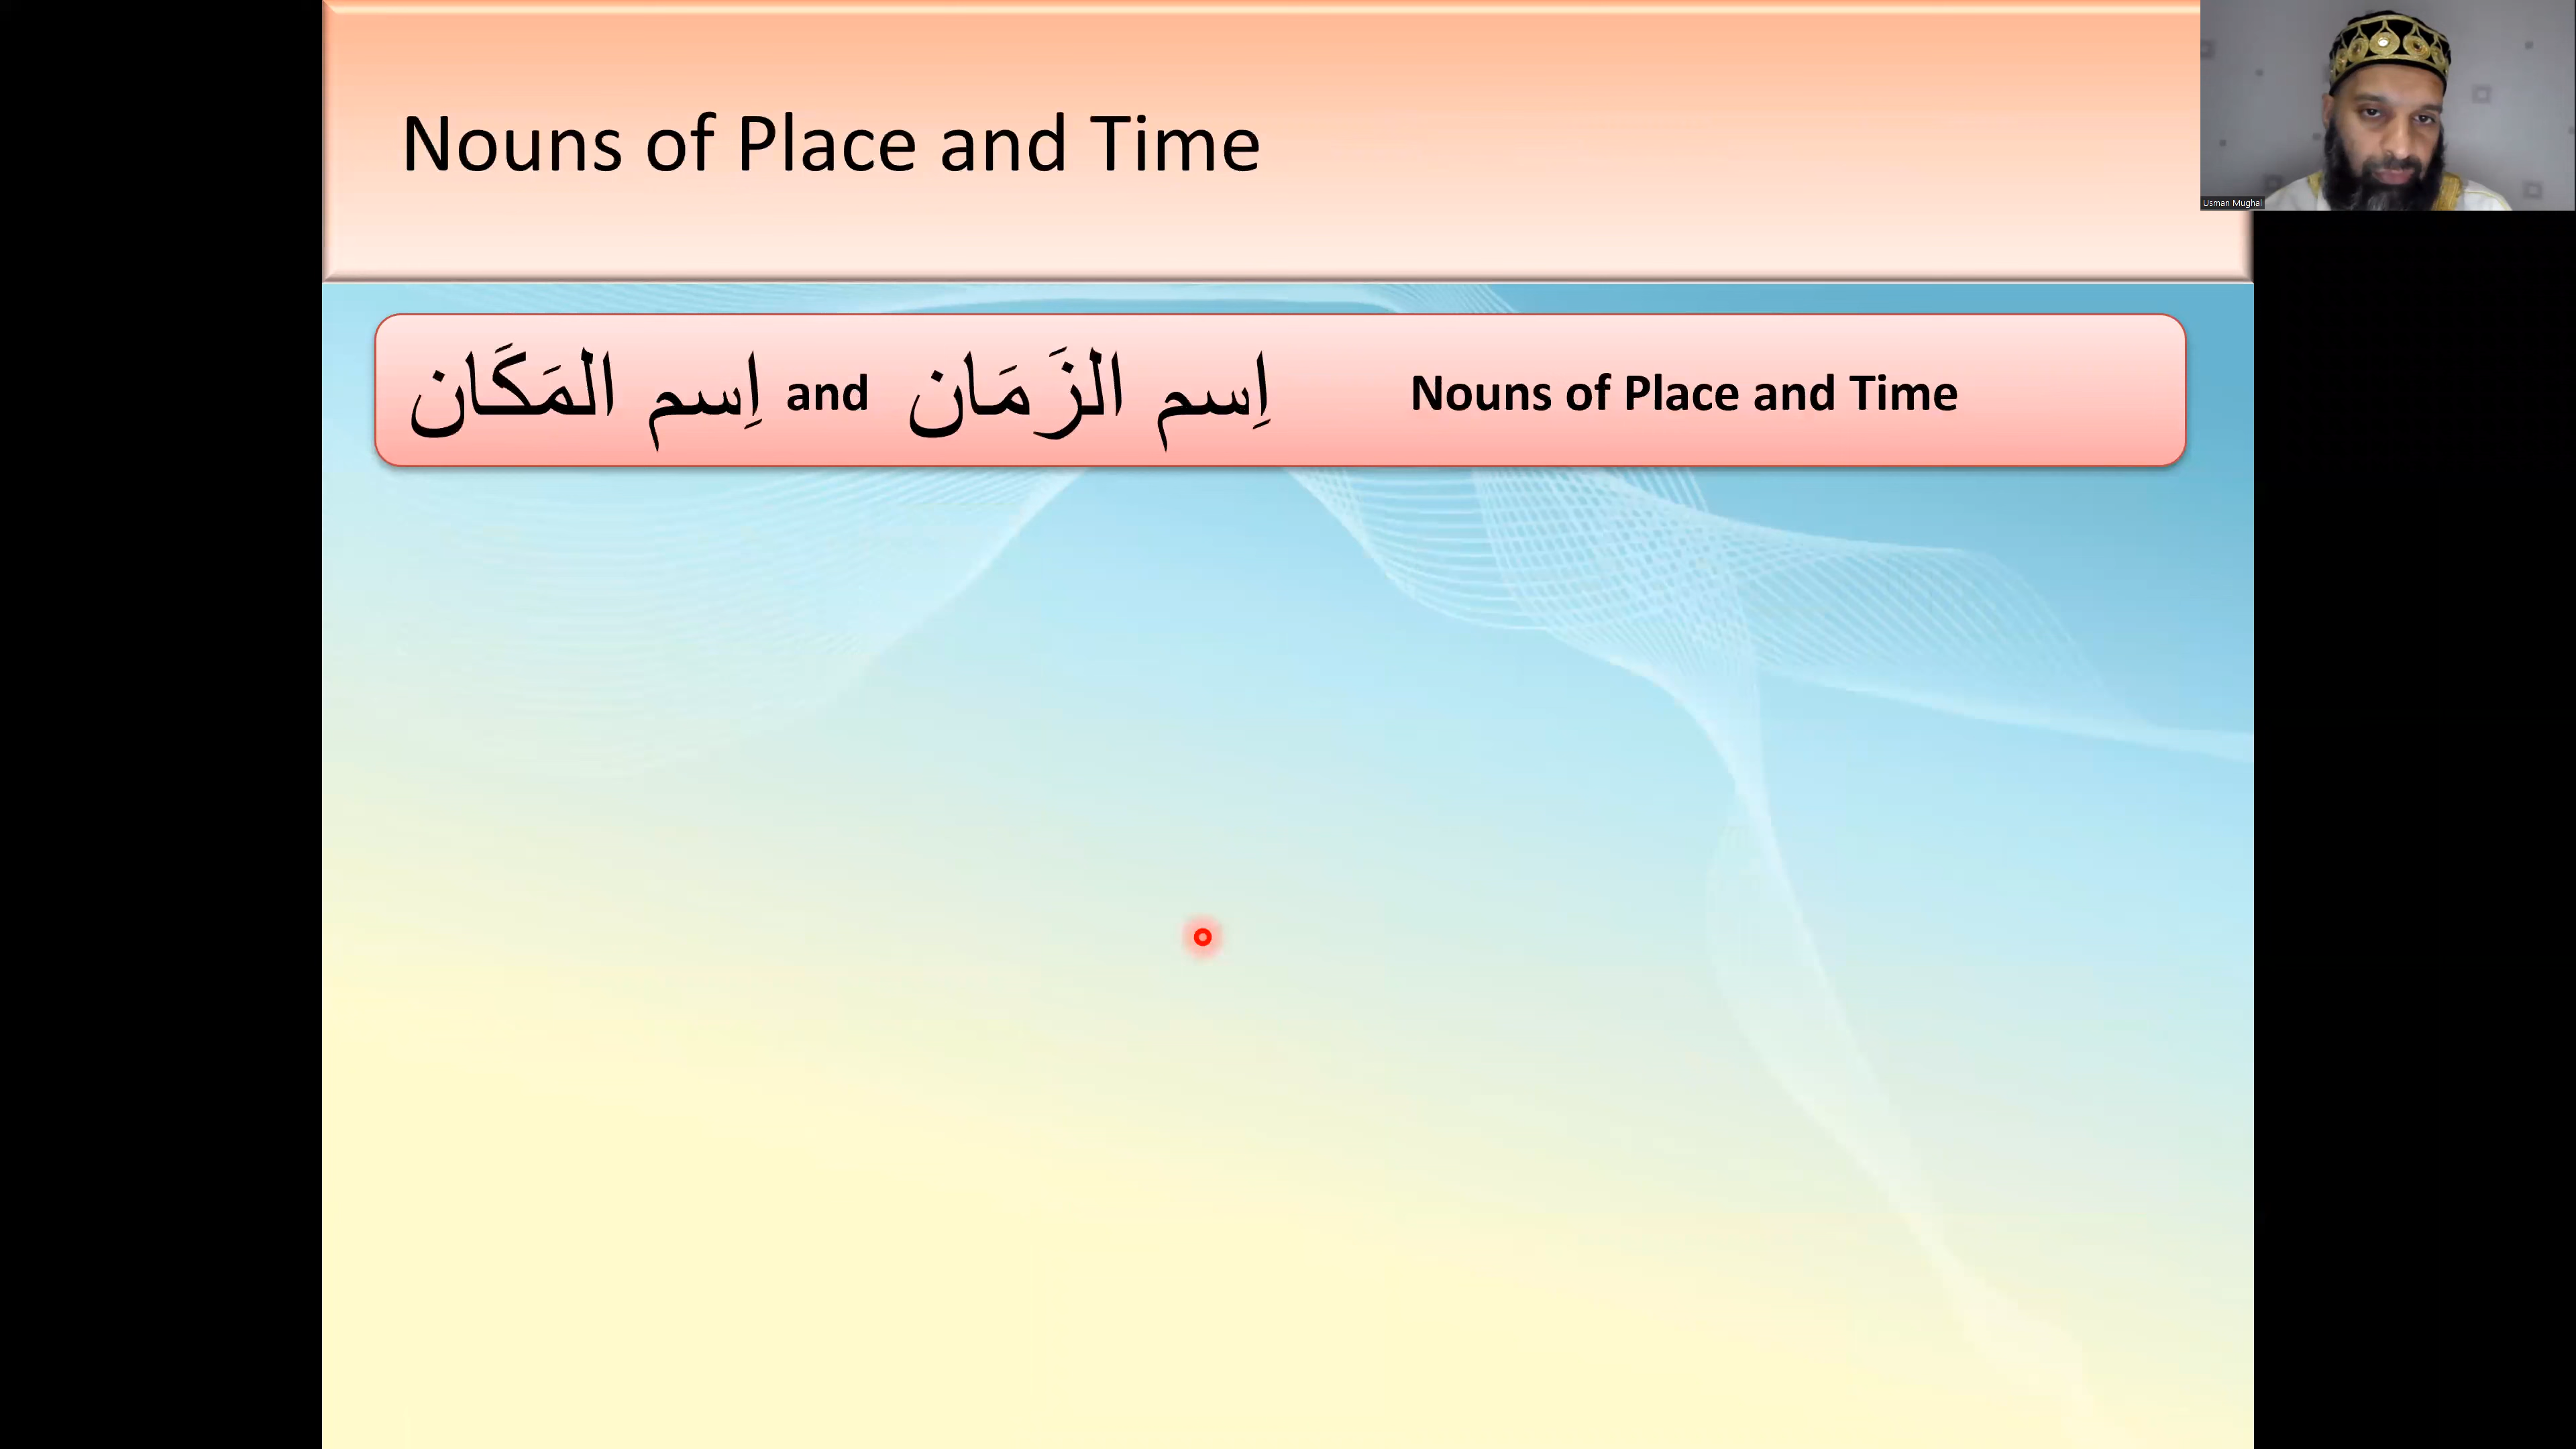 Nouns of Place and Time
اِسم المَكَان and اِسم الزَمَان Nouns of Place and Time
Usman Mughal